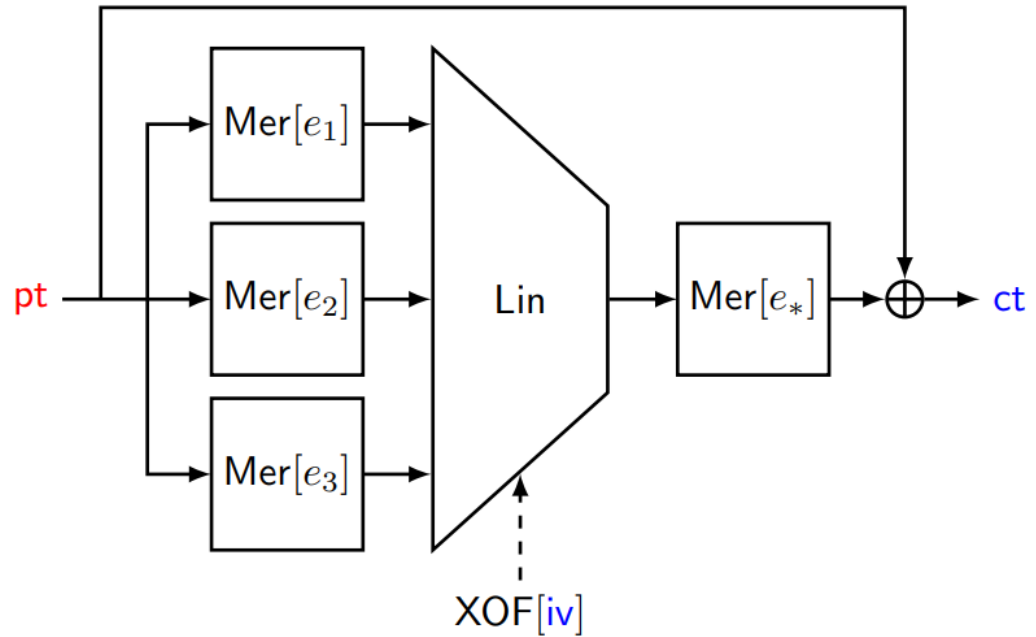 Mer[e₁]
pt
Mer[e₂]
Lin
Mer[e∗]
ct
Mer[e₃]
XOF[iv]